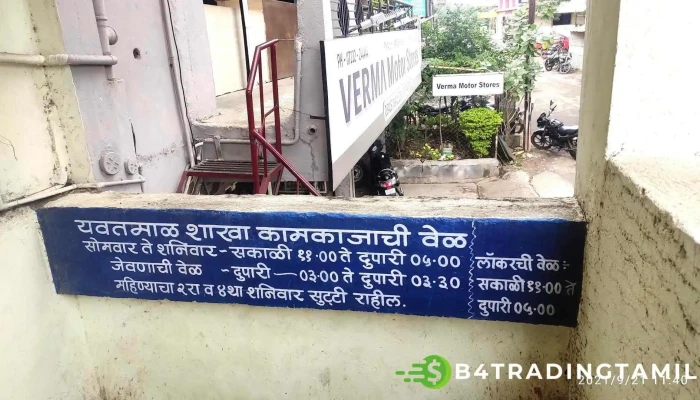 VERMA Motor Stores
Verma Motor Stores
यवतमाळ शाखा कामकाजाची वेळ
सोमवार ते शनिवार - सकाळी ११.०० ते दुपारी ०५.००
जेवणाची वेळ - दुपारी — ०३.०० ते दुपारी ०३.३०
महिण्याचा २रा व ४था शनिवार सुट्टी राहील.
लॉकरची वेळ :-
सकाळी ११.०० ते
दुपारी ०५.००
B4TRADINGTAMIL
2021/9/21 11:40